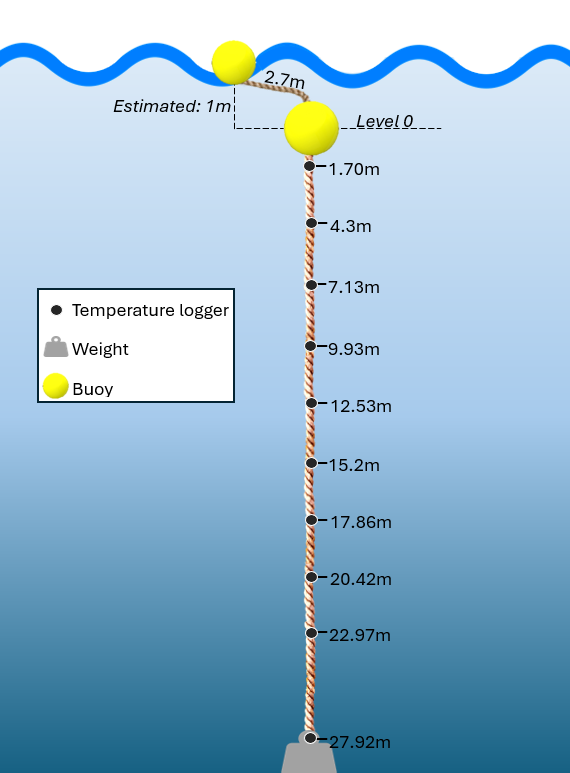 2.7m
Estimated: 1m
Level 0
1.70m
4.3m
7.13m
9.93m
12.53m
15.2m
17.86m
20.42m
22.97m
27.92m
Temperature logger
Weight
Buoy